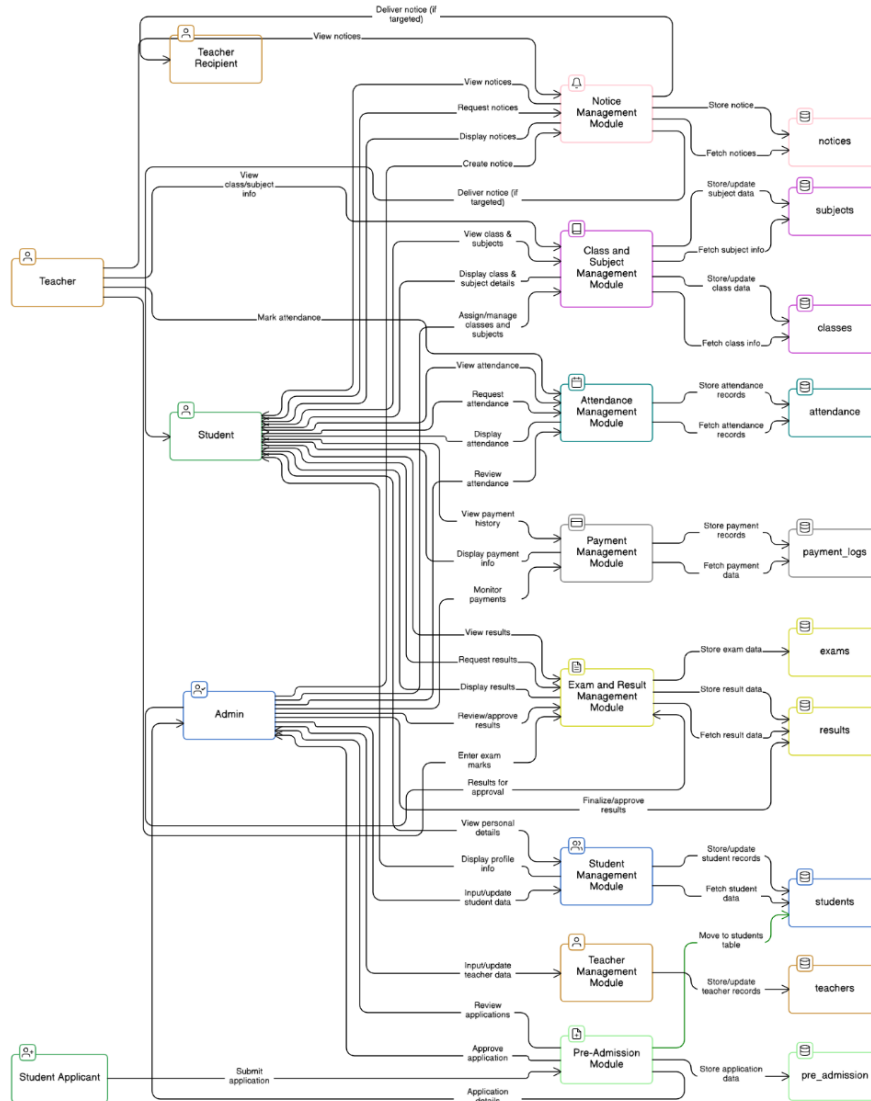 Deliver notice (if
targeted)
View notices
Teacher
Recipient
View notices
Notice
Management
Module
Store notice
Request notices
notices
Display notices
Fetch notices
Create notice
View
class/subject
info
Deliver notice (if
targeted)
Store/update
subject data
subjects
View class &
subjects
Class and
Subject
Management
Module
Fetch subject info
Teacher
Display class &
subject details
Store/update
class data
Mark attendance
Assign/manage
classes and
subjects
classes
Fetch class info
View attendance
Request
attendance
Attendance
Management
Module
Store attendance
records
attendance
Student
Display
attendance
Fetch attendance
records
Review
attendance
View payment
history
Payment
Management
Module
Store payment
records
payment_logs
Display payment
info
Fetch payment
data
Monitor
payments
View results
Store exam data
exams
Request results
Exam and Result
Management
Module
Display results
Store result data
Admin
Review/approve
results
Fetch result data
results
Enter exam
marks
Results for
approval
Finalize/approve
results
View personal
details
Student
Management
Module
Store/update
student records
Display profile
info
Fetch student
data
students
Input/update
student data
Move to students
table
Input/update
teacher data
Teacher
Management
Module
Store/update
teacher records
teachers
Review
applications
Approve
application
Pre-Admission
Module
Student Applicant
Submit
application
Store application
data
pre_admission
Application
details